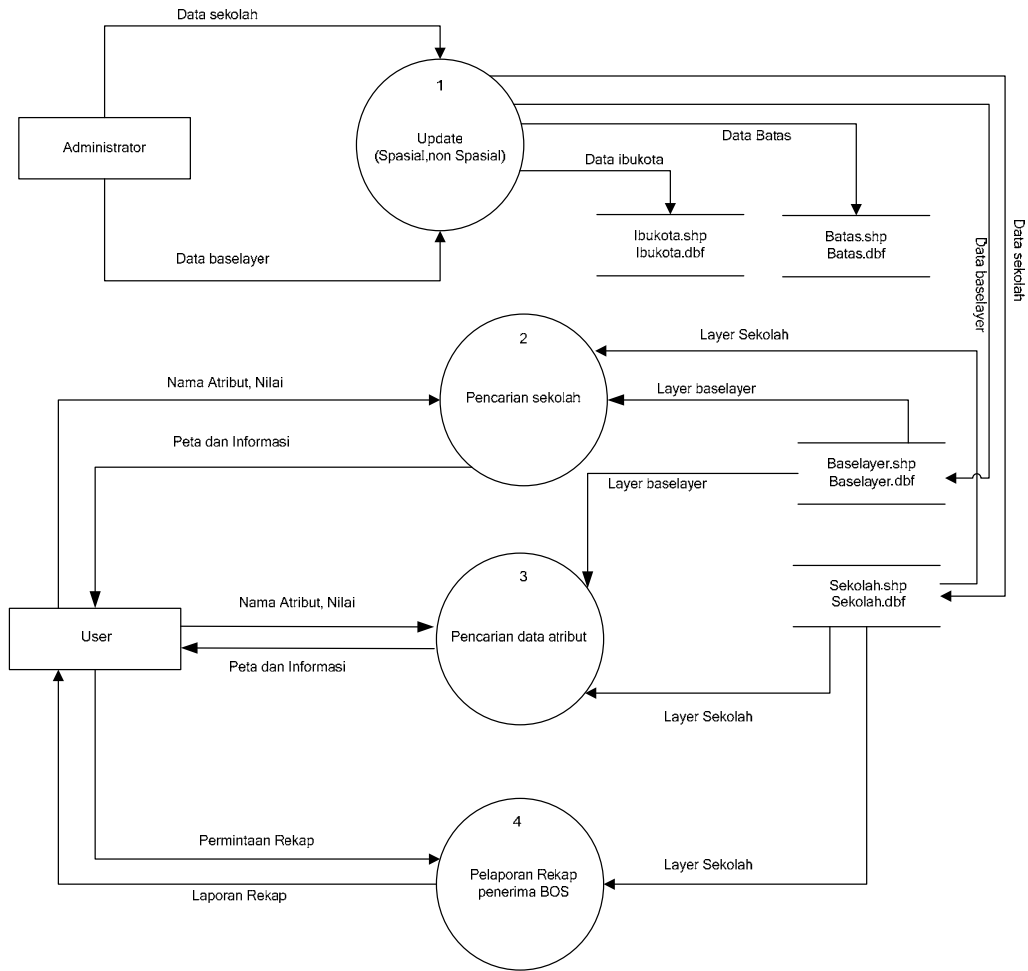 Data sekolah
1
Update
(Spasial,non Spasial)
Administrator
Data Batas
Data ibukota
Ibukota.shp
Ibukota.dbf
Batas.shp
Batas.dbf
Data baselayer
Data sekolah
Data baselayer
2
Pencarian sekolah
Layer Sekolah
Layer baselayer
Nama Atribut, Nilai
Peta dan Informasi
Baselayer.shp
Baselayer.dbf
Layer baselayer
3
Pencarian data atribut
Sekolah.shp
Sekolah.dbf
Nama Atribut, Nilai
User
Peta dan Informasi
Layer Sekolah
4
Pelaporan Rekap
penerima BOS
Permintaan Rekap
Layer Sekolah
Laporan Rekap